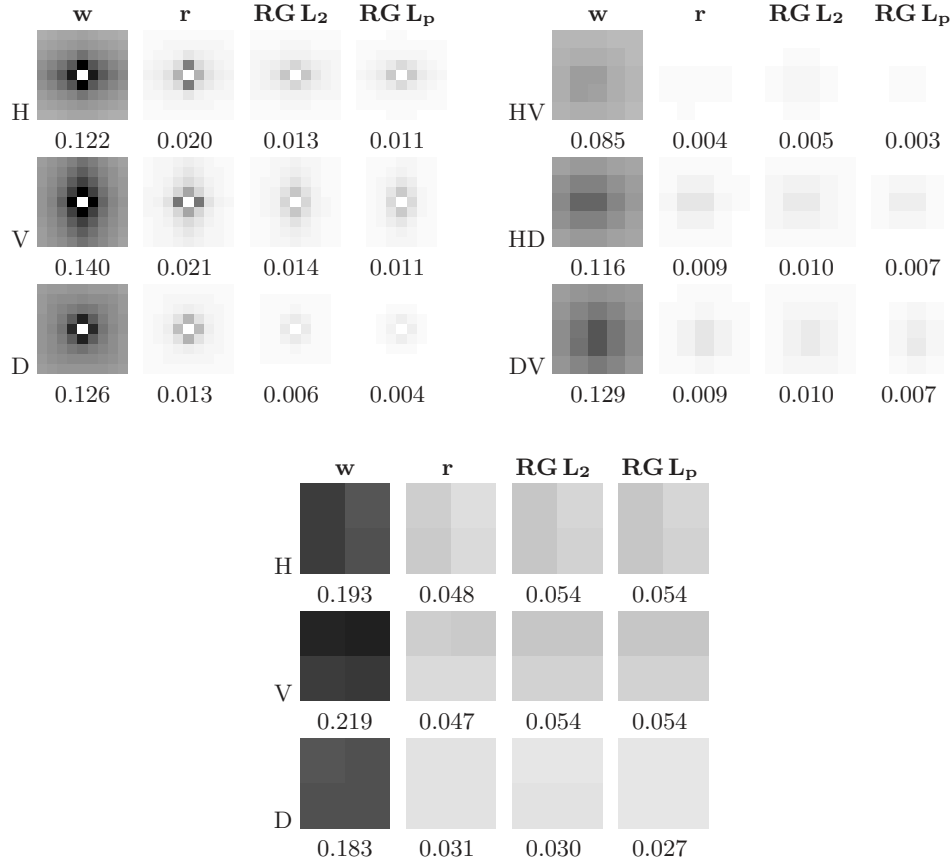 w r RG L₂ RG Lₚ
H
0.122 0.020 0.013 0.011
V
0.140 0.021 0.014 0.011
D
0.126 0.013 0.006 0.004
w r RG L₂ RG Lₚ
HV
0.085 0.004 0.005 0.003
HD
0.116 0.009 0.010 0.007
DV
0.129 0.009 0.010 0.007
w r RG L₂ RG Lₚ
H
0.193 0.048 0.054 0.054
V
0.219 0.047 0.054 0.054
D
0.183 0.031 0.030 0.027